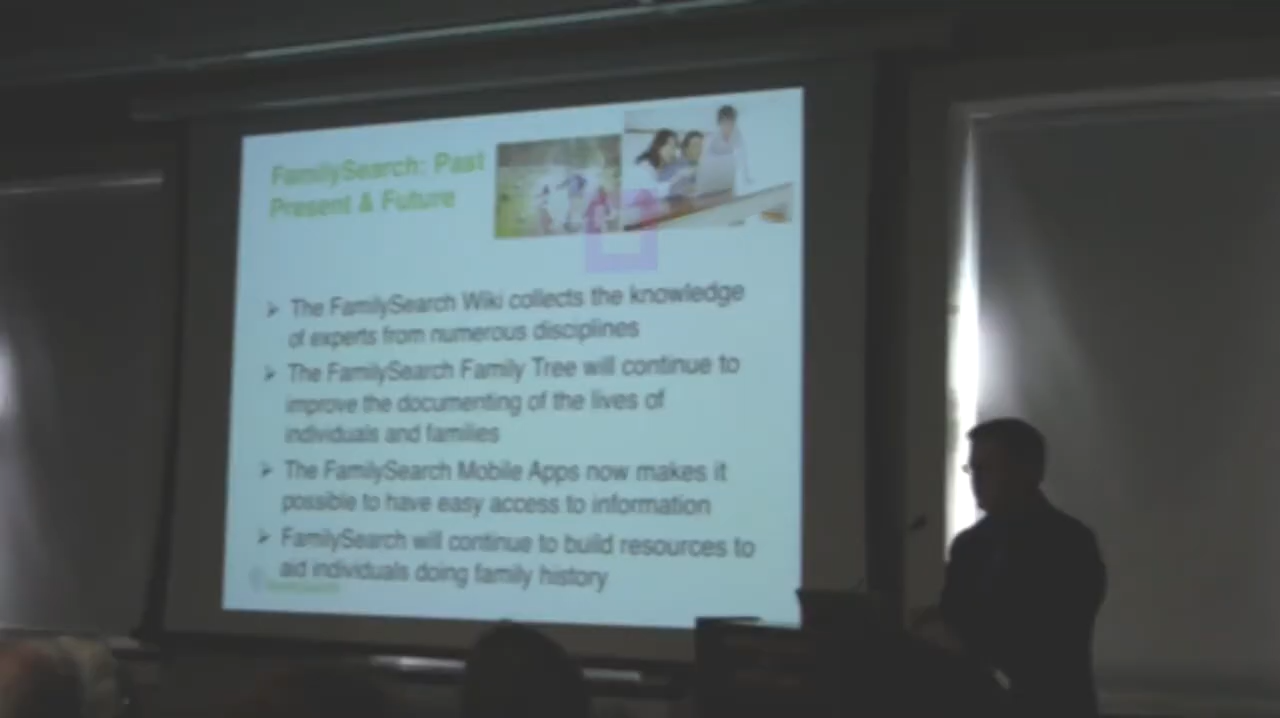 FamilySearch: Past
Present & Future
The FamilySearch Wiki collects the knowledge
of experts from numerous disciplines
The FamilySearch Family Tree will continue to
improve the documenting of the lives of
individuals and families
The FamilySearch Mobile Apps now makes it
possible to have easy access to information
FamilySearch will continue to build resources to
aid individuals doing family history